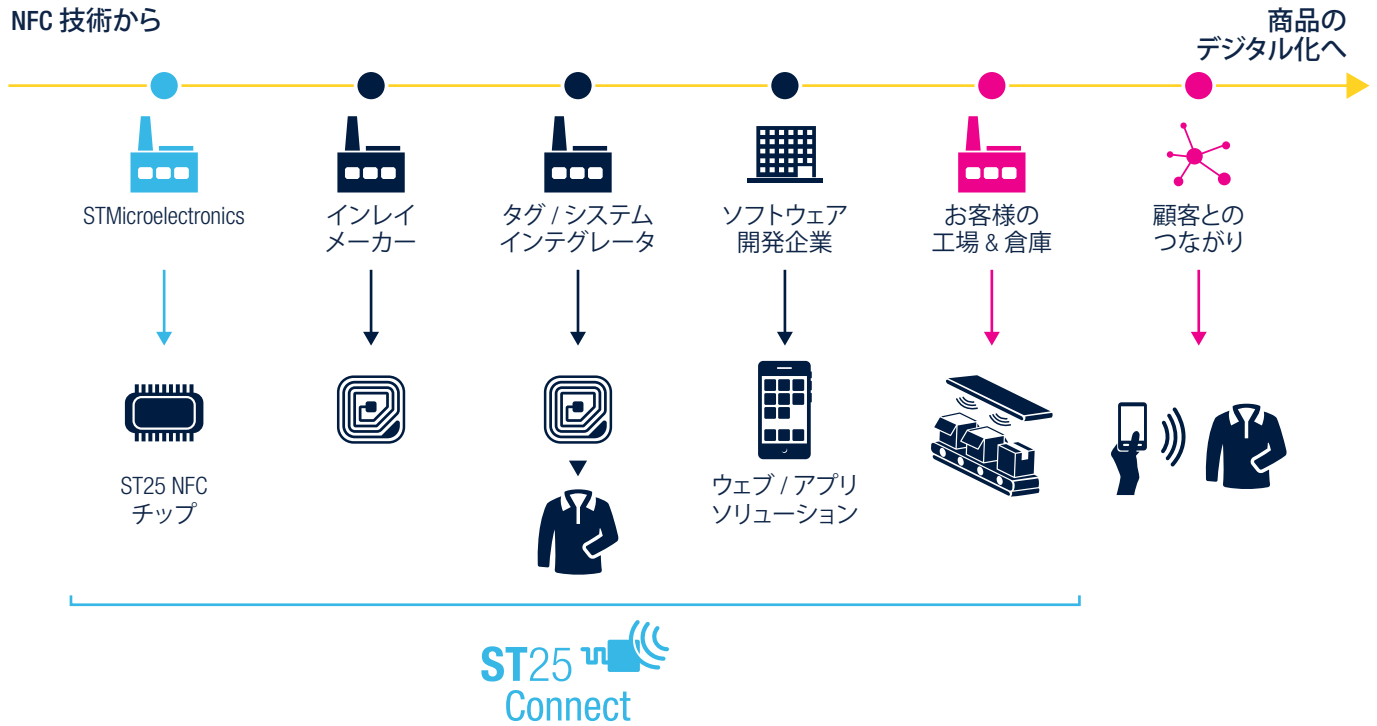 NFC 技術から
商品の
デジタル化へ
STMicroelectronics
インレイ
メーカー
タグ / システム
インテグレータ
ソフトウェア
開発企業
お客様の
工場 & 倉庫
顧客との
つながり
ST25 NFC
チップ
ウェブ / アプリ
ソリューション
ST25
Connect